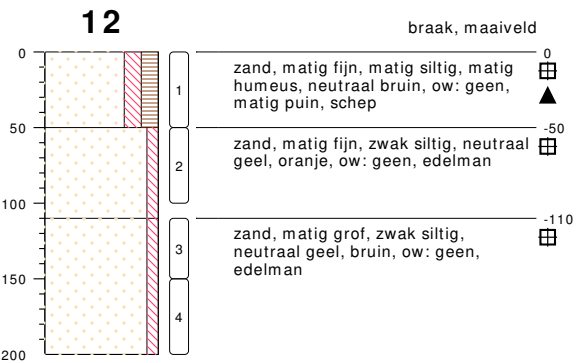 12
braak, maaiveld
0
0
zand, matig fijn, matig siltig, matig
humeus, neutraal bruin, ow: geen,
matig puin, schep
1
50
-50
zand, matig fijn, zwak siltig, neutraal
geel, oranje, ow: geen, edelman
2
100
-110
zand, matig grof, zwak siltig,
neutraal geel, bruin, ow: geen,
edelman
3
150
4
200